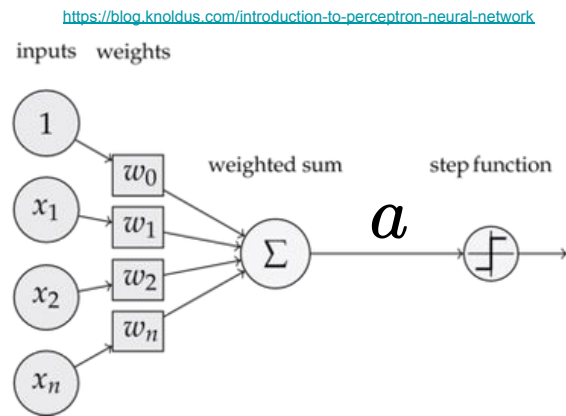 https://blog.knoldus.com/introduction-to-perceptron-neural-network
inputs weights
1
w₀
weighted sum
step function
x₁
w₁
a
Σ
x₂
w₂
wₙ
xₙ